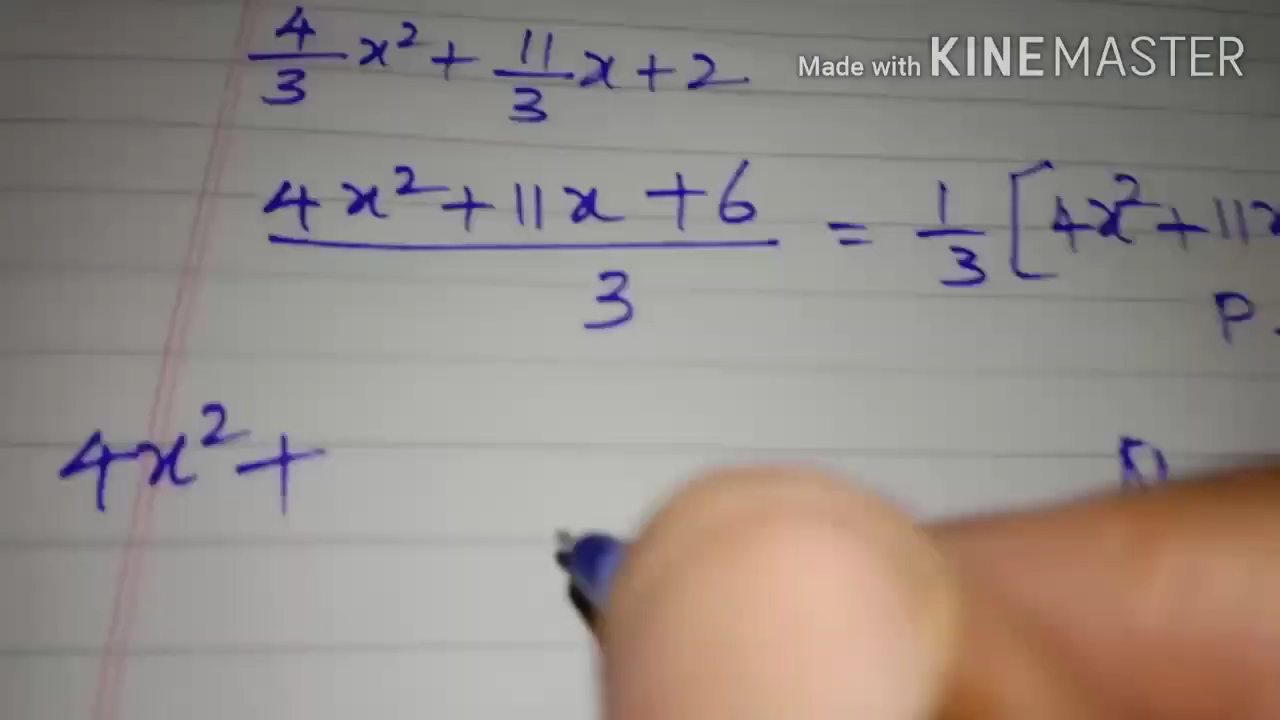 4/3 x² + 11/3 x + 2
Made with KINEMASTER
4x² + 11x + 6 / 3 = 1/3 [4x² + 11x
P
4x² +